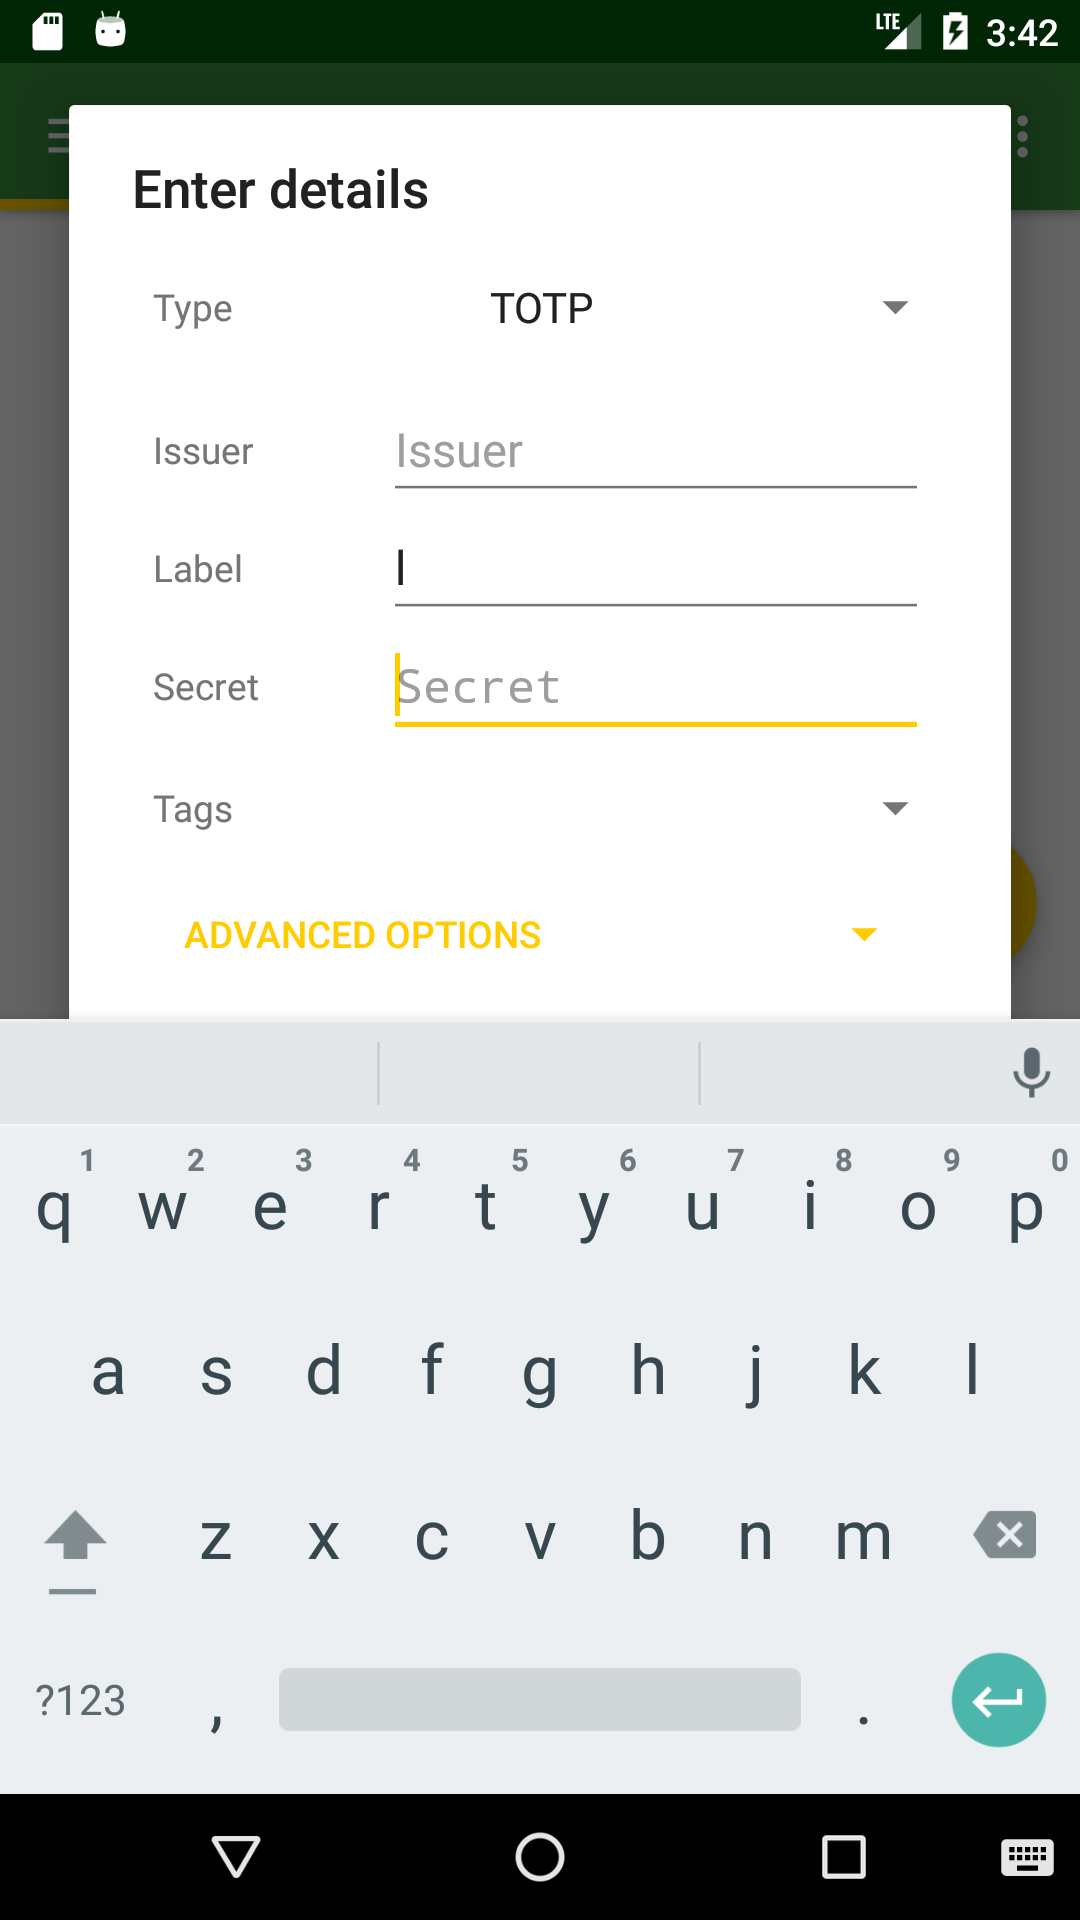 LTE 3:42
Enter details
Type TOTP
Issuer Issuer
Label l
Secret Secret
Tags
ADVANCED OPTIONS
1 2 3 4 5 6 7 8 9 0
q w e r t y u i o p
a s d f g h j k l
z x c v b n m
?123 , .